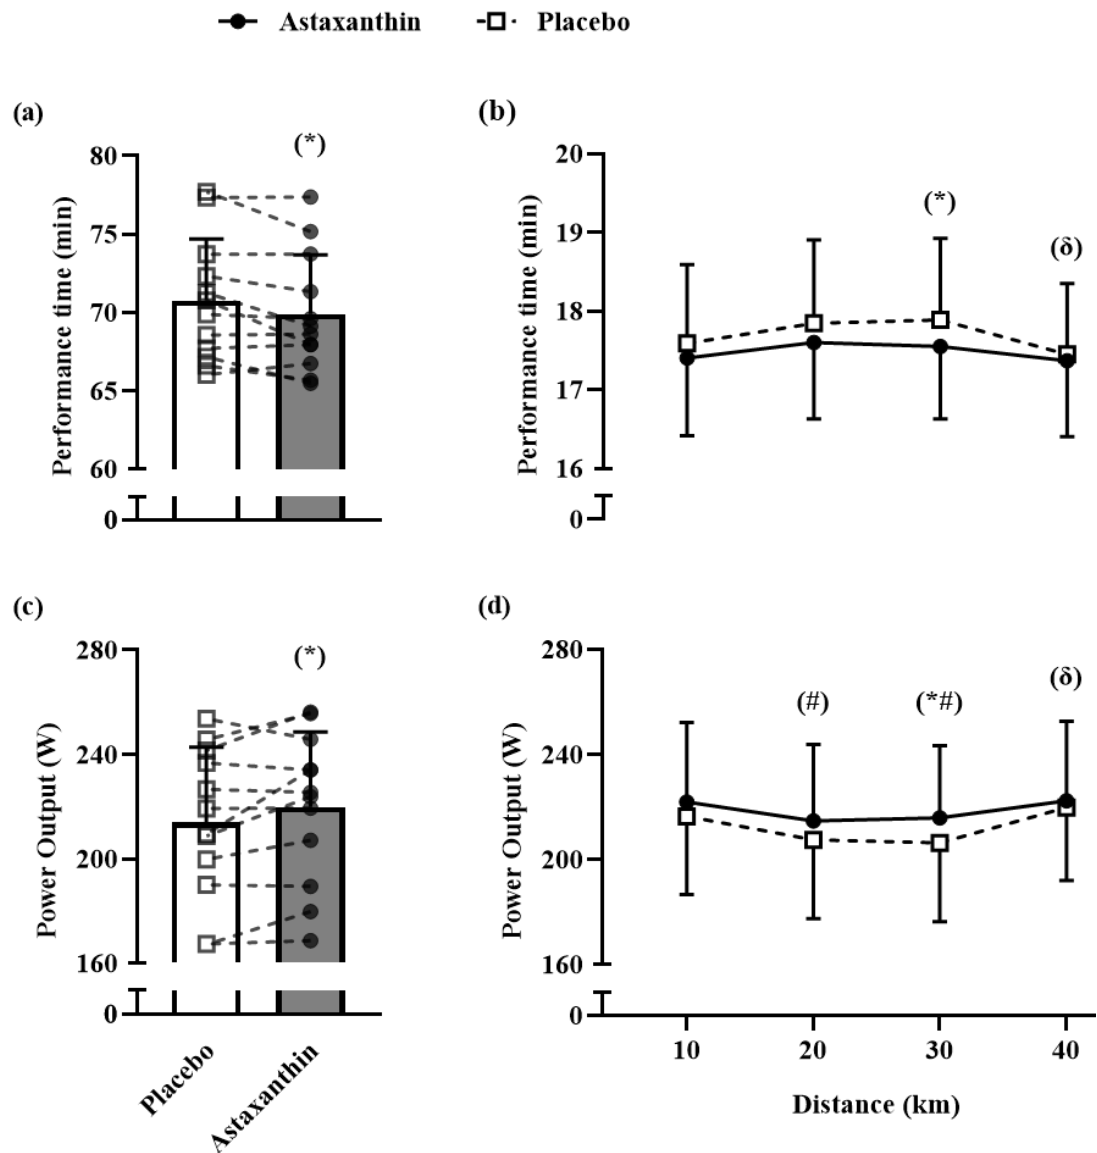 Astaxanthin Placebo
(a)
(*)
Performance time (min)
80
75
70
65
60
0
(b)
Performance time (min)
20
19
18
17
16
0
(*)
(δ)
(c)
(*)
Power Output (W)
280
240
200
160
0
Placebo
Astaxanthin
(d)
Power Output (W)
280
240
200
160
0
(#)
(*#)
(δ)
10 20 30 40
Distance (km)